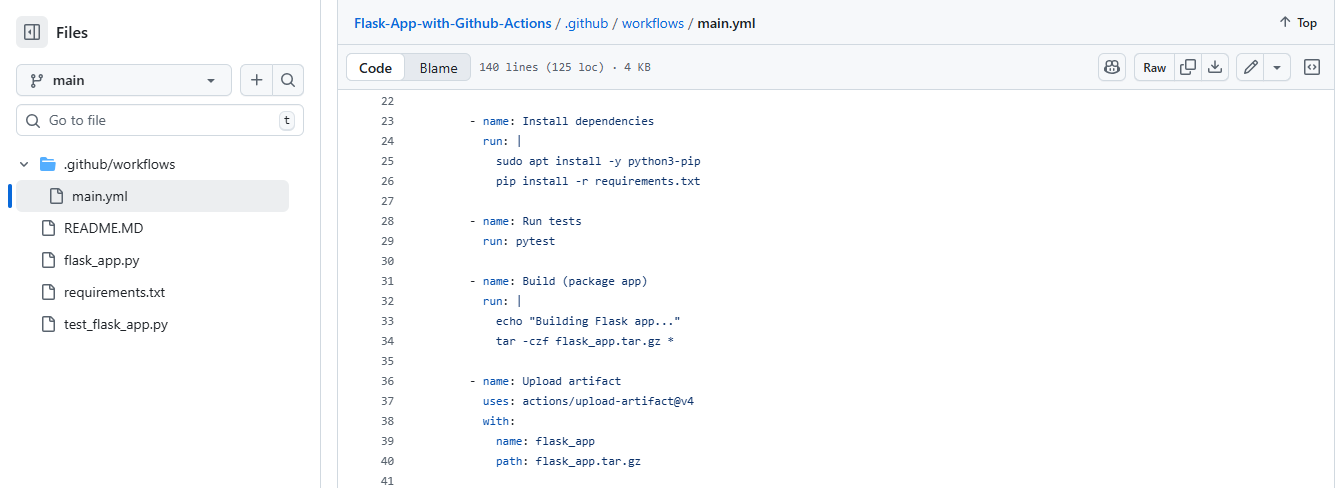 Files
main
Go to file
t
.github/workflows
main.yml
README.MD
flask_app.py
requirements.txt
test_flask_app.py
Flask-App-with-Github-Actions / .github / workflows / main.yml
Top
Code
Blame
140 lines (125 loc) · 4 KB
Raw
22
23 - name: Install dependencies
24 run: |
25 sudo apt install -y python3-pip
26 pip install -r requirements.txt
27
28 - name: Run tests
29 run: pytest
30
31 - name: Build (package app)
32 run: |
33 echo "Building Flask app..."
34 tar -czf flask_app.tar.gz *
35
36 - name: Upload artifact
37 uses: actions/upload-artifact@v4
38 with:
39 name: flask_app
40 path: flask_app.tar.gz
41